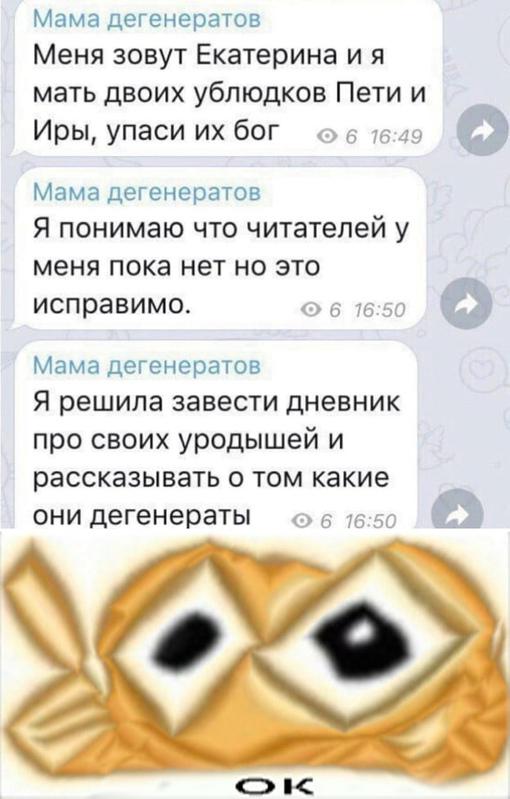 Мама дегенератов
Меня зовут Екатерина и я
мать двоих ублюдков Пети и
Иры, упаси их бог 6 16:49
Мама дегенератов
Я понимаю что читателей у
меня пока нет но это
исправимо. 6 16:50
Мама дегенератов
Я решила завести дневник
про своих уродышей и
рассказывать о том какие
они дегенераты 6 16:50
OK